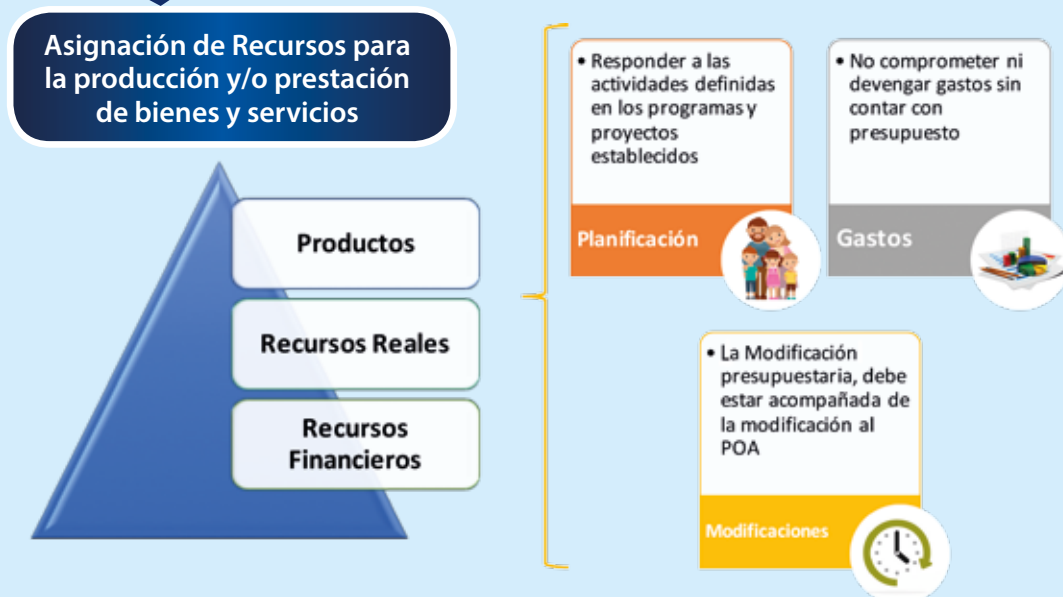 Asignación de Recursos para
la producción y/o prestación
de bienes y servicios
Productos
Recursos Reales
Recursos
Financieros
• Responder a las
actividades definidas
en los programas y
proyectos
establecidos
Planificación
• No comprometer ni
devengar gastos sin
contar con
presupuesto
Gastos
• La Modificación
presupuestaria, debe
estar acompañada de
la modificación al
POA
Modificaciones